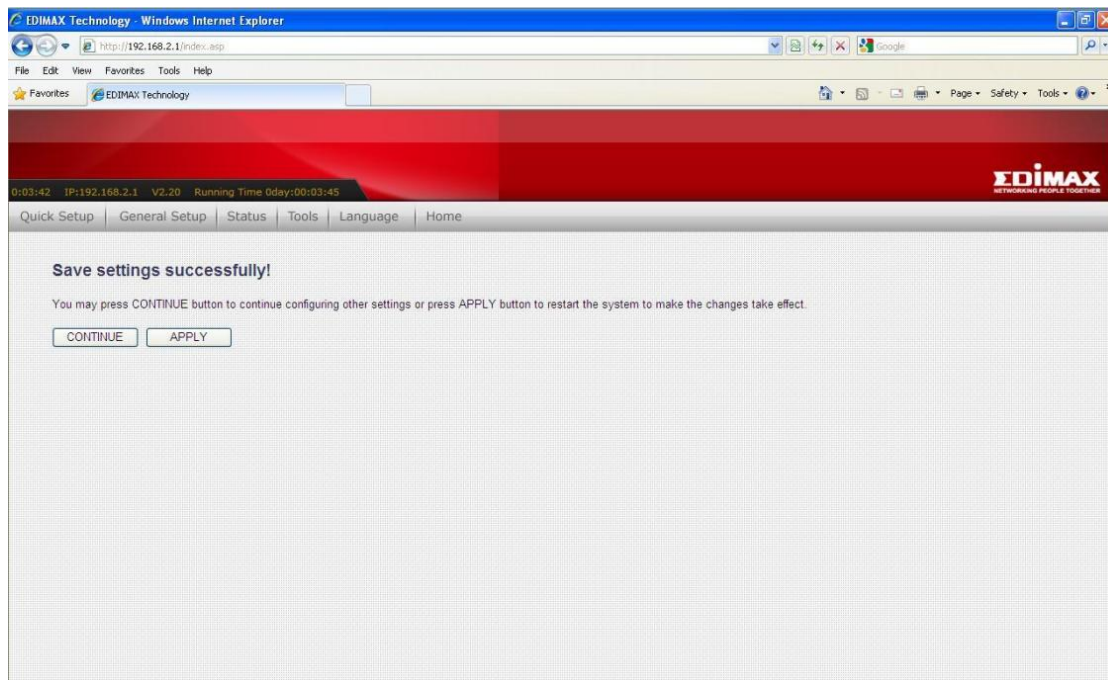 EDIMAX Technology - Windows Internet Explorer
http://192.168.2.1/index.asp
Google
File Edit View Favorites Tools Help
Favorites EDIMAX Technology
Page Safety Tools
EDIMAX
NETWORKING PEOPLE TOGETHER
0:03:42 IP:192.168.2.1 V2.20 Running Time 0day:00:03:45
Quick Setup General Setup Status Tools Language Home
Save settings successfully!
You may press CONTINUE button to continue configuring other settings or press APPLY button to restart the system to make the changes take effect.
CONTINUE APPLY